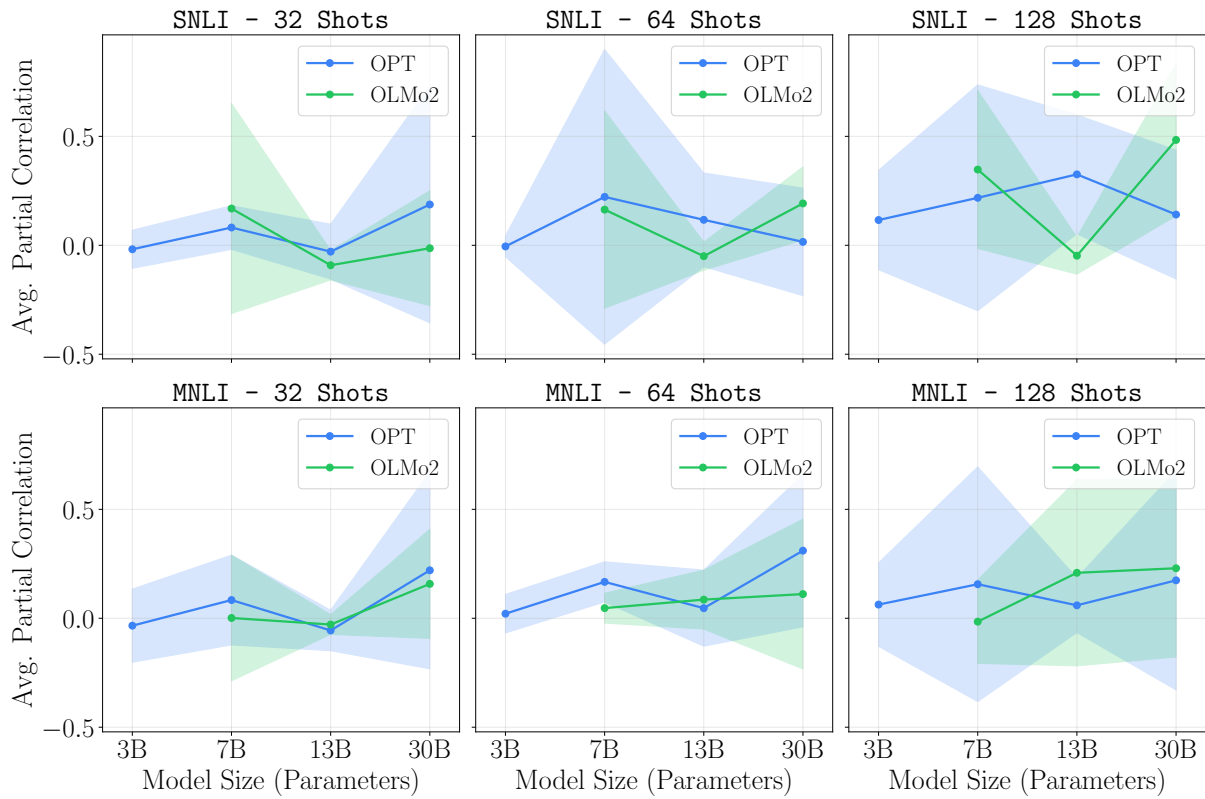 SNLI - 32 Shots
SNLI - 64 Shots
SNLI - 128 Shots
Avg. Partial Correlation
0.5
0.0
−0.5
OPT
OLMo2
OPT
OLMo2
OPT
OLMo2
MNLI - 32 Shots
MNLI - 64 Shots
MNLI - 128 Shots
Avg. Partial Correlation
0.5
0.0
−0.5
OPT
OLMo2
OPT
OLMo2
OPT
OLMo2
3B 7B 13B 30B
3B 7B 13B 30B
3B 7B 13B 30B
Model Size (Parameters)
Model Size (Parameters)
Model Size (Parameters)